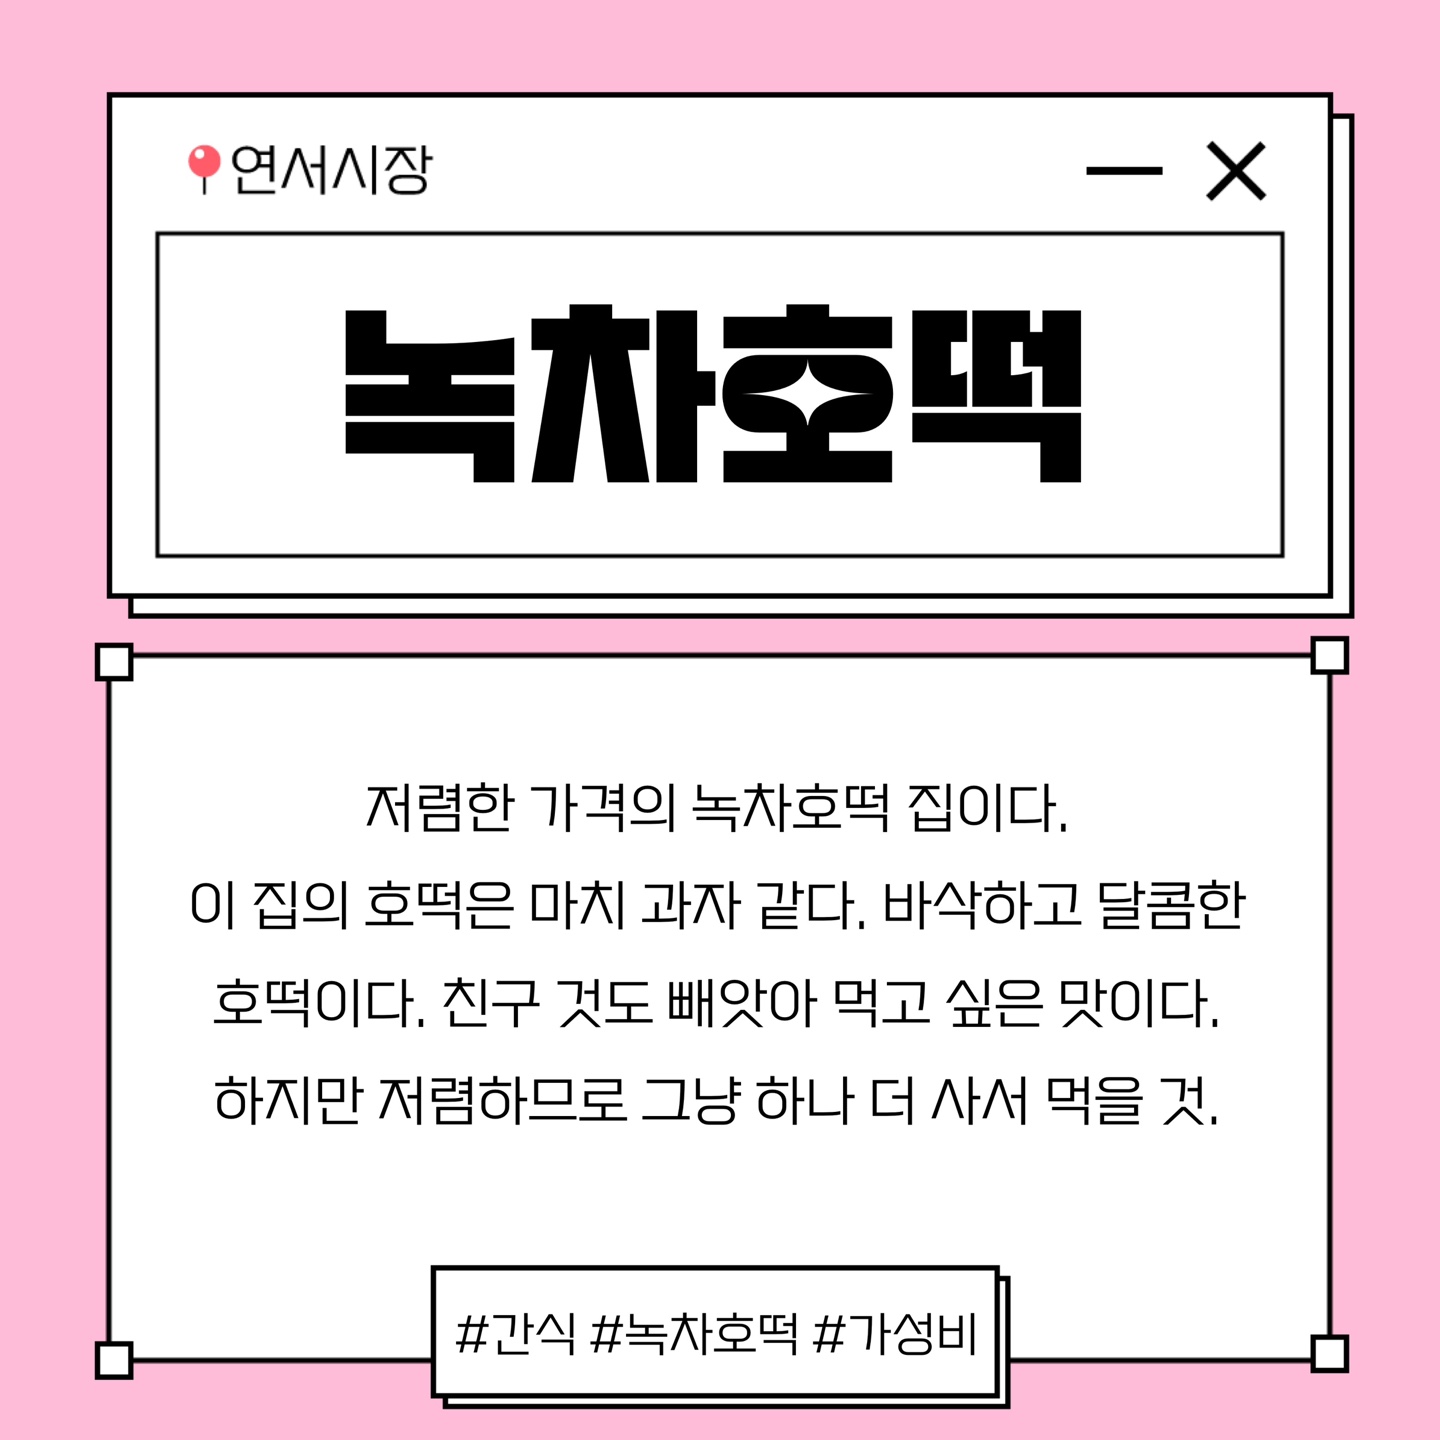 📍연서시장
녹차호떡
저렴한 가격의 녹차호떡 집이다.
이 집의 호떡은 마치 과자 같다. 바삭하고 달콤한
호떡이다. 친구 것도 빼앗아 먹고 싶은 맛이다.
하지만 저렴하므로 그냥 하나 더 사서 먹을 것.
#간식 #녹차호떡 #가성비